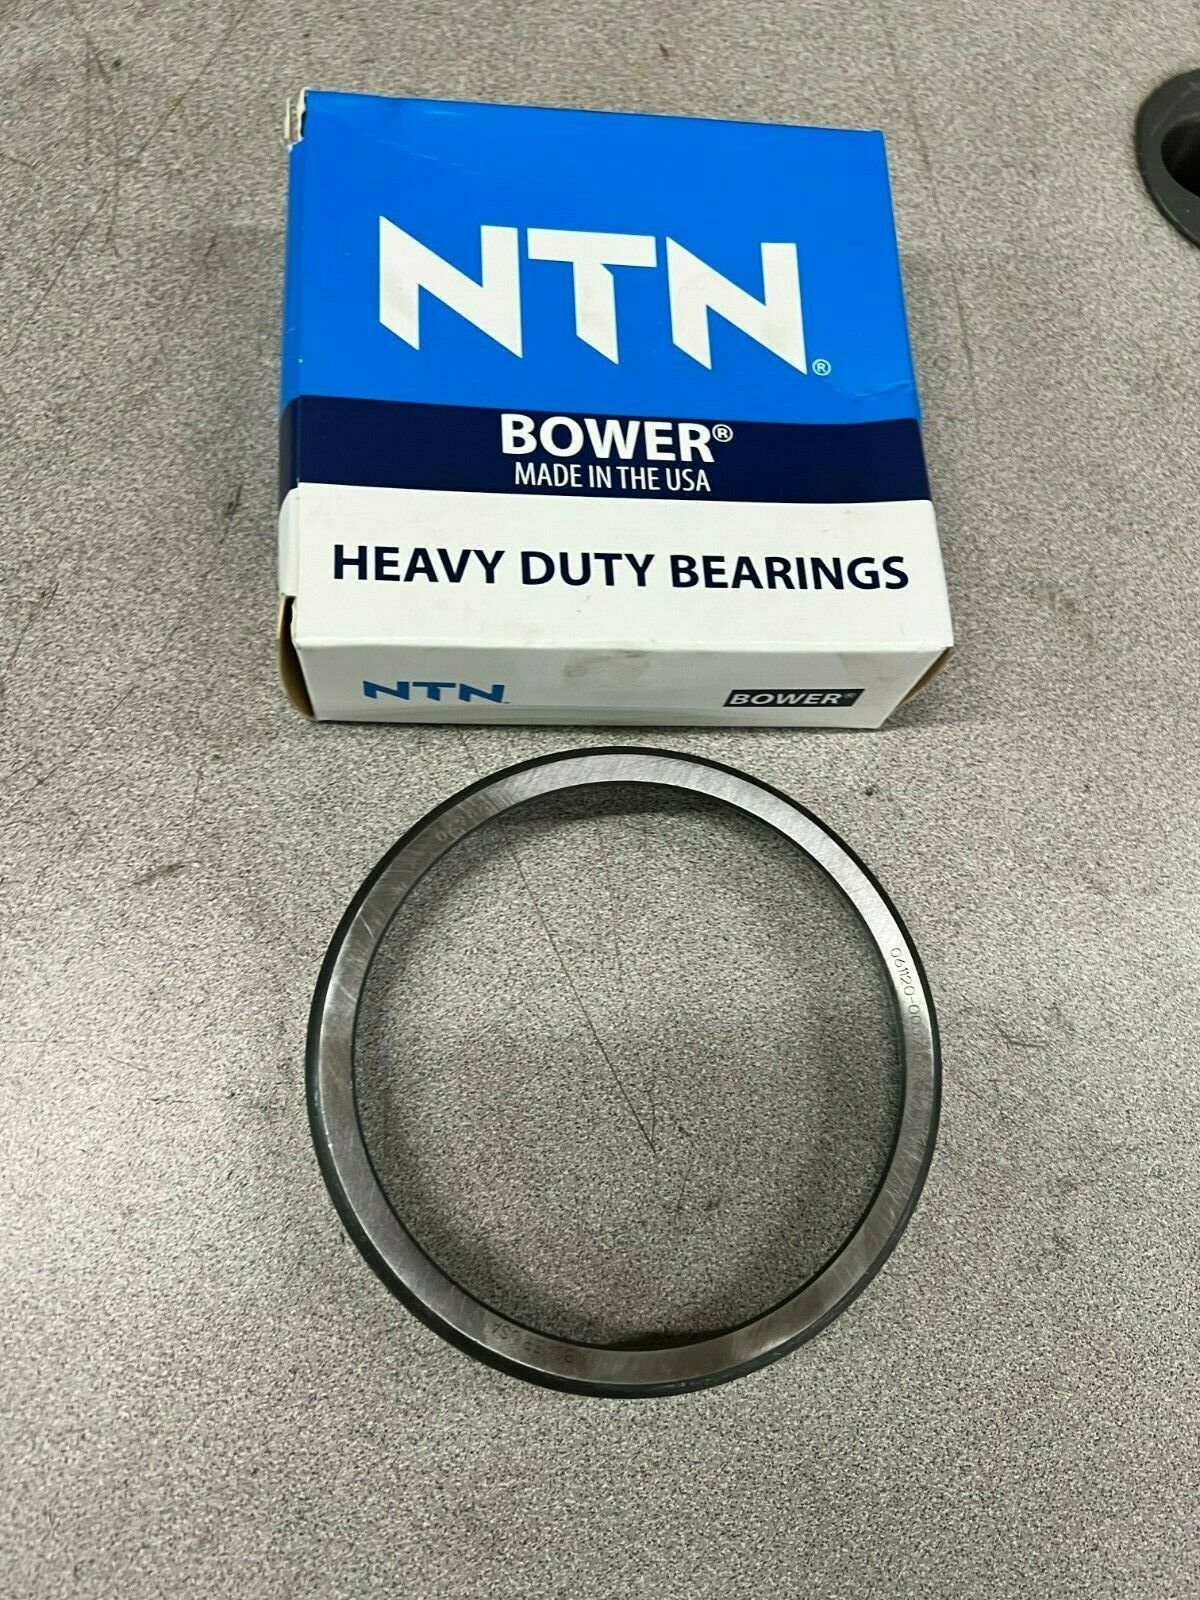 NTN®
BOWER®
MADE IN THE USA
HEAVY DUTY BEARINGS
NTN
BOWER®